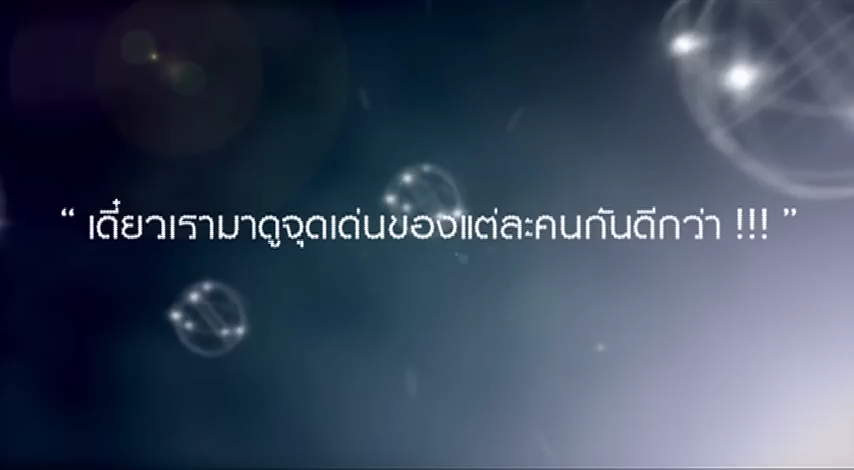 “ เดี๋ยวเรามาดูจุดเด่นของแต่ละคนกันดีกว่า !!! ”